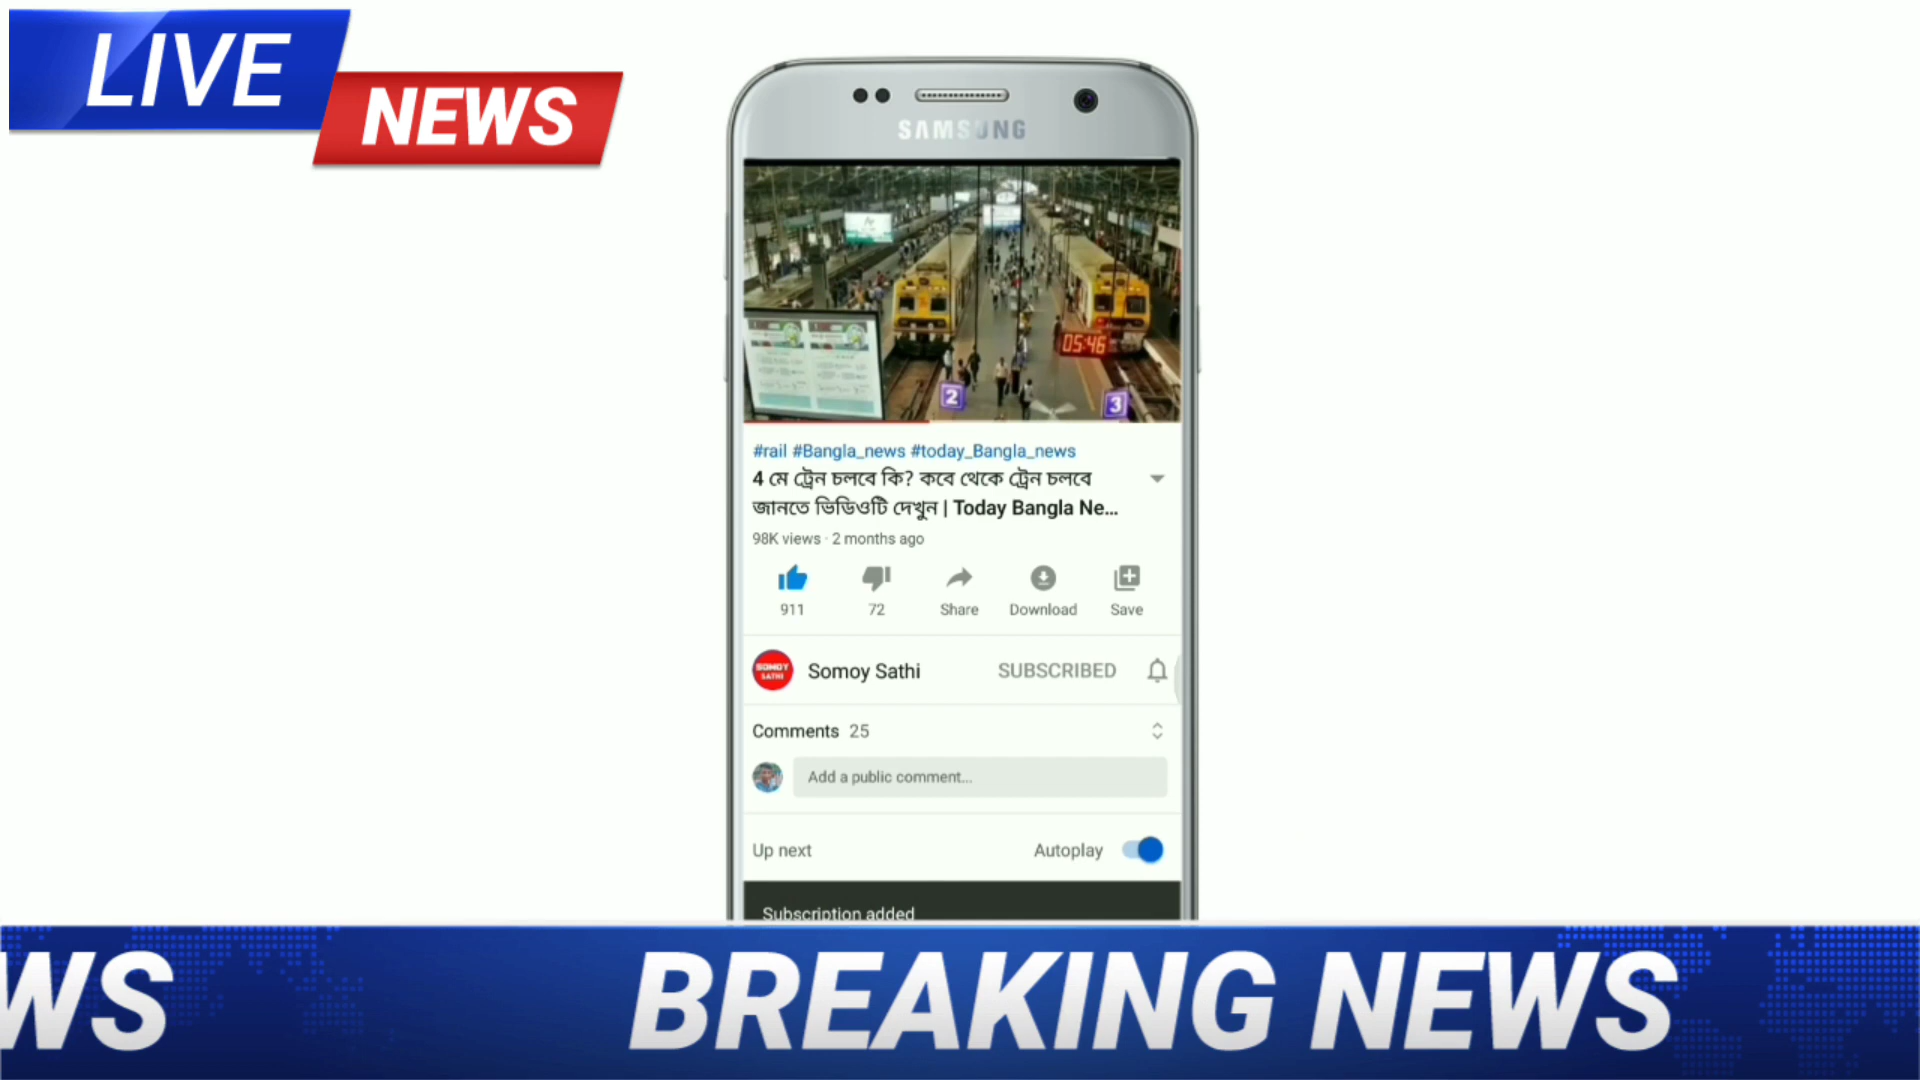 LIVE
NEWS
SAMSUNG
05:46
2
3
#rail #Bangla_news #today_Bangla_news
4 মে ট্রেন চলবে কি? কবে থেকে ট্রেন চলবে
জানতে ভিডিওটি দেখুন | Today Bangla Ne...
98K views · 2 months ago
911
72
Share
Download
Save
SOMOY
SATHI
Somoy Sathi
SUBSCRIBED
Comments 25
Add a public comment...
Up next
Autoplay
Subscription added
WS
BREAKING NEWS